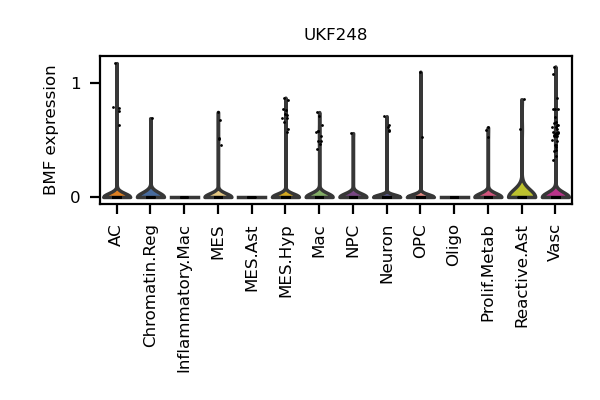 UKF248
BMF expression
1
0
AC
Chromatin.Reg
Inflammatory.Mac
MES
MES.Ast
MES.Hyp
Mac
NPC
Neuron
OPC
Oligo
Prolif.Metab
Reactive.Ast
Vasc